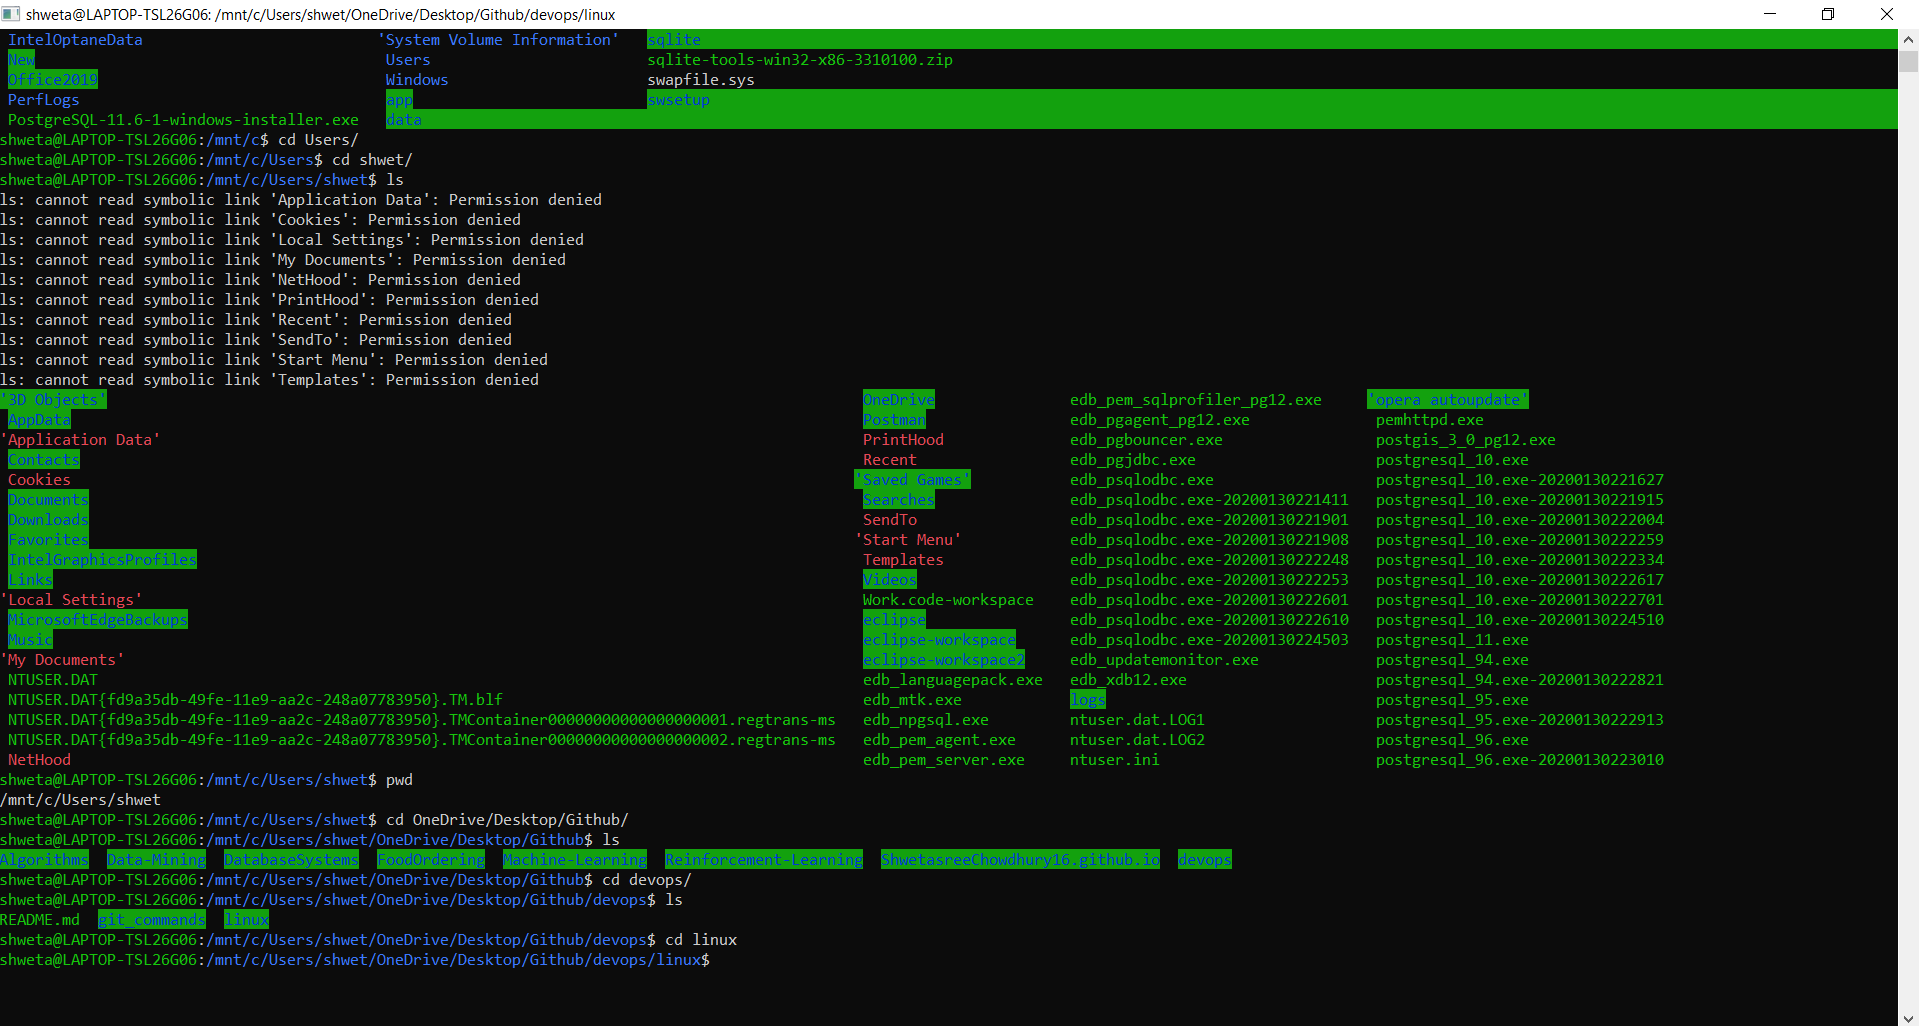 shweta@LAPTOP-TSL26G06: /mnt/c/Users/shwet/OneDrive/Desktop/Github/devops/linux
IntelOptaneData 'System Volume Information' sqlite
New Users sqlite-tools-win32-x86-3310100.zip
Office2019 Windows swapfile.sys
PerfLogs app swsetup
PostgreSQL-11.6-1-windows-installer.exe data
shweta@LAPTOP-TSL26G06:/mnt/c$ cd Users/
shweta@LAPTOP-TSL26G06:/mnt/c/Users$ cd shwet/
shweta@LAPTOP-TSL26G06:/mnt/c/Users/shwet$ ls
ls: cannot read symbolic link 'Application Data': Permission denied
ls: cannot read symbolic link 'Cookies': Permission denied
ls: cannot read symbolic link 'Local Settings': Permission denied
ls: cannot read symbolic link 'My Documents': Permission denied
ls: cannot read symbolic link 'NetHood': Permission denied
ls: cannot read symbolic link 'PrintHood': Permission denied
ls: cannot read symbolic link 'Recent': Permission denied
ls: cannot read symbolic link 'SendTo': Permission denied
ls: cannot read symbolic link 'Start Menu': Permission denied
ls: cannot read symbolic link 'Templates': Permission denied
'3D Objects' OneDrive edb_pem_sqlprofiler_pg12.exe 'opera autoupdate'
AppData Postman edb_pgagent_pg12.exe pemhttpd.exe
'Application Data' PrintHood edb_pgbouncer.exe postgis_3_0_pg12.exe
Contacts Recent edb_pgjdbc.exe postgresql_10.exe
Cookies 'Saved Games' edb_psqlodbc.exe postgresql_10.exe-20200130221627
Documents Searches edb_psqlodbc.exe-20200130221411 postgresql_10.exe-20200130221915
Downloads SendTo edb_psqlodbc.exe-20200130221901 postgresql_10.exe-20200130222004
Favorites 'Start Menu' edb_psqlodbc.exe-20200130221908 postgresql_10.exe-20200130222259
IntelGraphicsProfiles Templates edb_psqlodbc.exe-20200130222248 postgresql_10.exe-20200130222334
Links Videos edb_psqlodbc.exe-20200130222253 postgresql_10.exe-20200130222617
'Local Settings' Work.code-workspace edb_psqlodbc.exe-20200130222601 postgresql_10.exe-20200130222701
MicrosoftEdgeBackups eclipse edb_psqlodbc.exe-20200130222610 postgresql_10.exe-20200130224510
Music eclipse-workspace edb_psqlodbc.exe-20200130224503 postgresql_11.exe
'My Documents' eclipse-workspace2 edb_updatemonitor.exe postgresql_94.exe
NTUSER.DAT edb_languagepack.exe edb_xdb12.exe postgresql_94.exe-20200130222821
NTUSER.DAT{fd9a35db-49fe-11e9-aa2c-248a07783950}.TM.blf edb_mtk.exe logs postgresql_95.exe
NTUSER.DAT{fd9a35db-49fe-11e9-aa2c-248a07783950}.TMContainer00000000000000000001.regtrans-ms edb_npgsql.exe ntuser.dat.LOG1 postgresql_95.exe-20200130222913
NTUSER.DAT{fd9a35db-49fe-11e9-aa2c-248a07783950}.TMContainer00000000000000000002.regtrans-ms edb_pem_agent.exe ntuser.dat.LOG2 postgresql_96.exe
NetHood edb_pem_server.exe ntuser.ini postgresql_96.exe-20200130223010
shweta@LAPTOP-TSL26G06:/mnt/c/Users/shwet$ pwd
/mnt/c/Users/shwet
shweta@LAPTOP-TSL26G06:/mnt/c/Users/shwet$ cd OneDrive/Desktop/Github/
shweta@LAPTOP-TSL26G06:/mnt/c/Users/shwet/OneDrive/Desktop/Github$ ls
Algorithms Data-Mining DatabaseSystems FoodOrdering Machine-Learning Reinforcement-Learning ShwetasreeChowdhury16.github.io devops
shweta@LAPTOP-TSL26G06:/mnt/c/Users/shwet/OneDrive/Desktop/Github$ cd devops/
shweta@LAPTOP-TSL26G06:/mnt/c/Users/shwet/OneDrive/Desktop/Github/devops$ ls
README.md git_commands linux
shweta@LAPTOP-TSL26G06:/mnt/c/Users/shwet/OneDrive/Desktop/Github/devops$ cd linux
shweta@LAPTOP-TSL26G06:/mnt/c/Users/shwet/OneDrive/Desktop/Github/devops/linux$